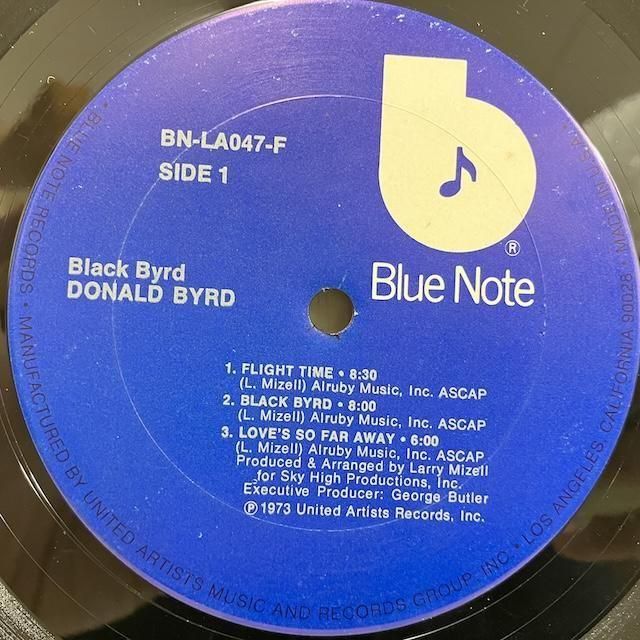 BN-LA047-F
SIDE 1
®
Blue Note
Black Byrd
DONALD BYRD
1. FLIGHT TIME • 8:30
(L. Mizell) Alruby Music, Inc. ASCAP
2. BLACK BYRD • 8:00
(L. Mizell) Alruby Music, Inc. ASCAP
3. LOVE'S SO FAR AWAY • 6:00
(L. Mizell) Alruby Music, Inc. ASCAP
Produced & Arranged by Larry Mizell
for Sky High Productions, Inc.
Executive Producer: George Butler
℗ 1973 United Artists Records, Inc.
• BLUE NOTE RECORDS • MANUFACTURED BY UNITED ARTISTS MUSIC AND RECORDS GROUP, INC. • LOS ANGELES, CALIFORNIA 90028 • MADE IN U.S.A.